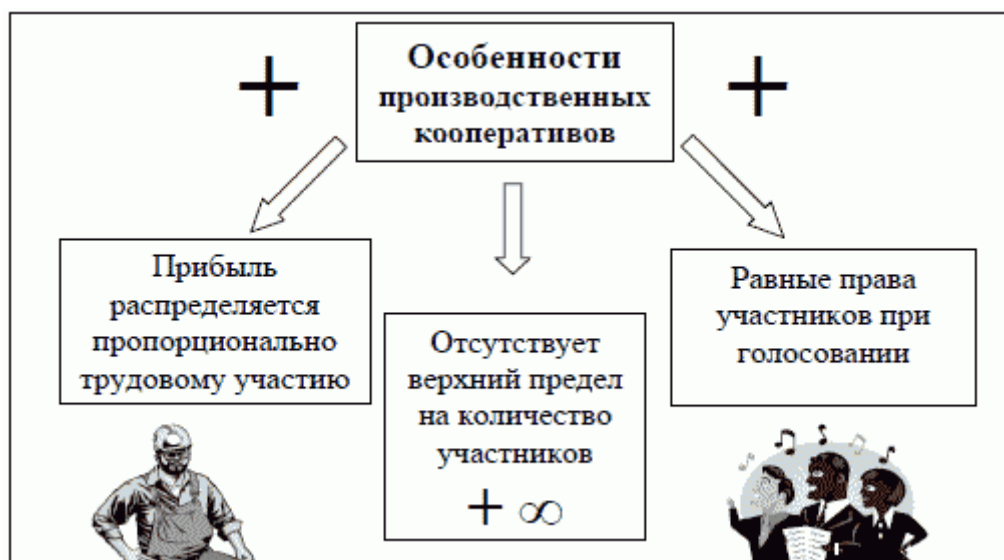 +
Особенности
производственных
кооперативов
+
Прибыль
распределяется
пропорционально
трудовому участию
Отсутствует
верхний предел
на количество
участников
+ ∞
Равные права
участников при
голосовании